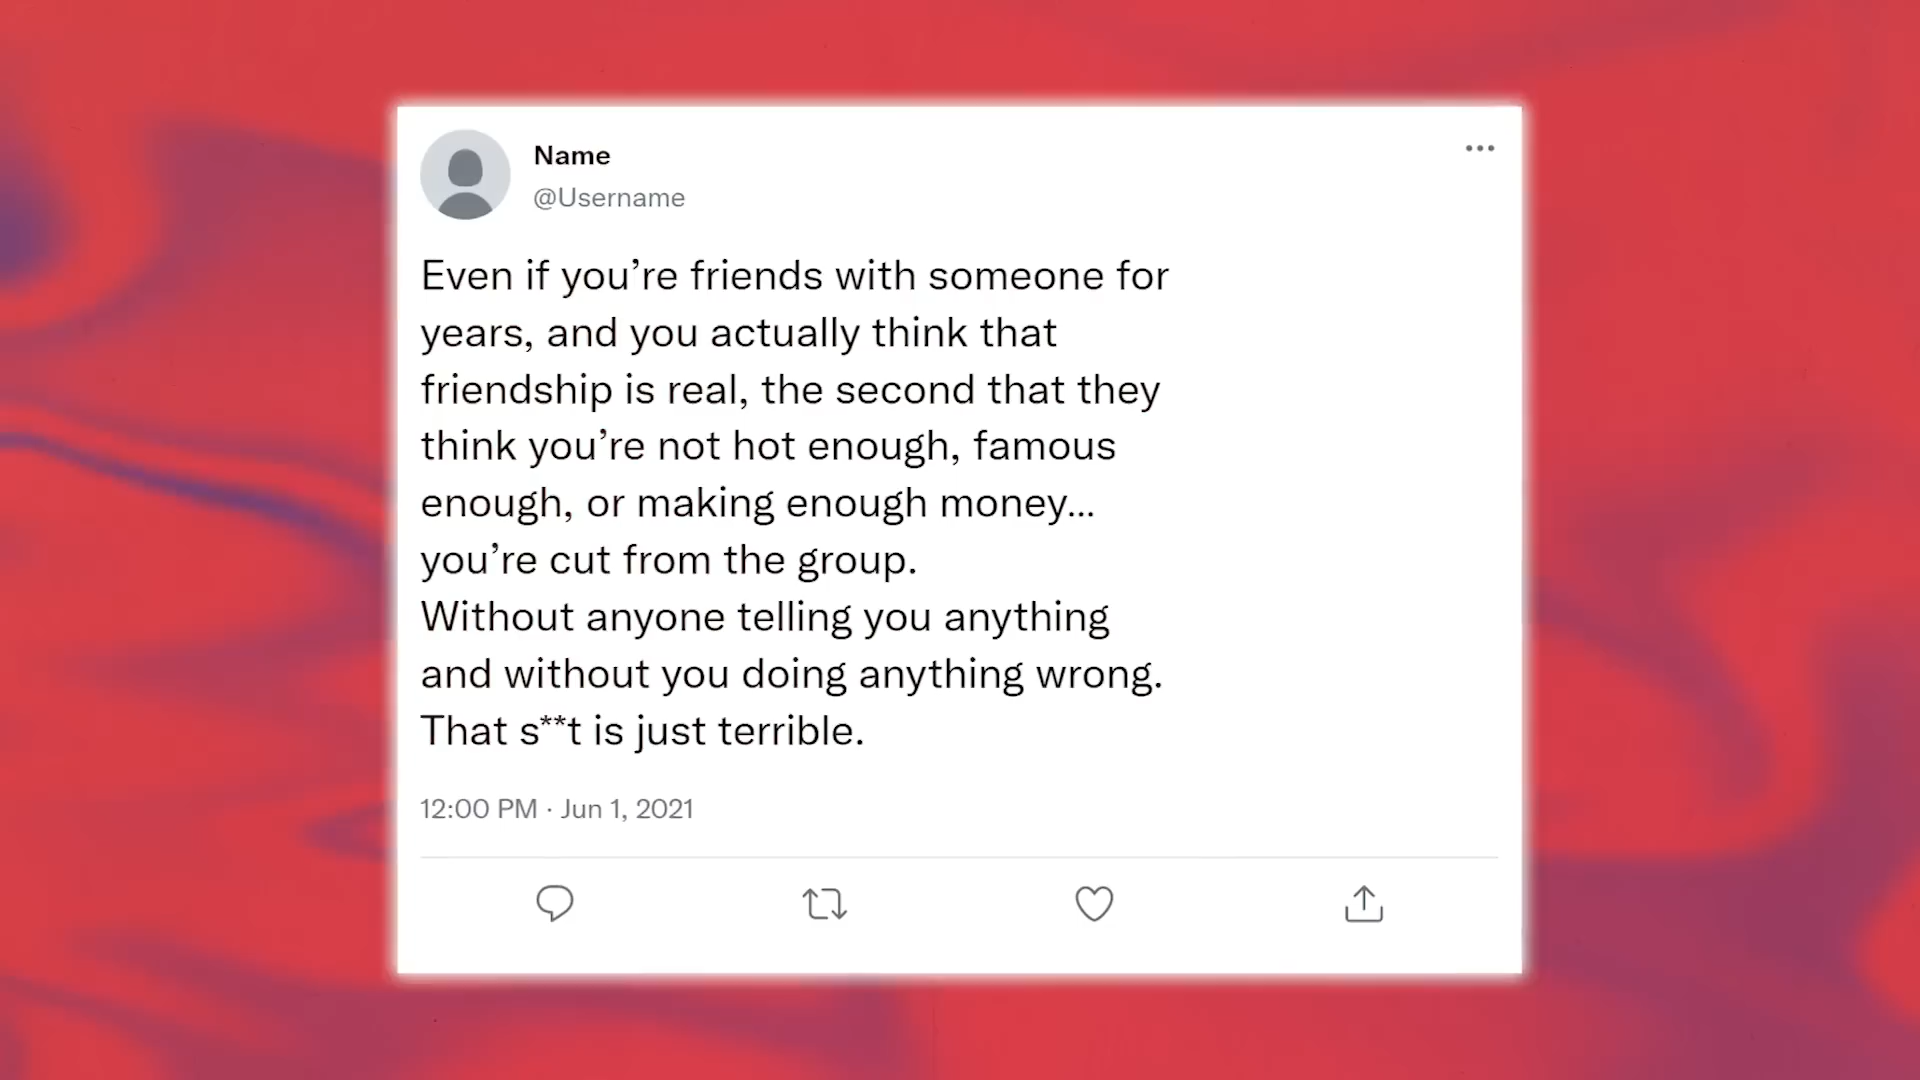 Name
@Username
Even if you’re friends with someone for
years, and you actually think that
friendship is real, the second that they
think you’re not hot enough, famous
enough, or making enough money...
you’re cut from the group.
Without anyone telling you anything
and without you doing anything wrong.
That s**t is just terrible.
12:00 PM · Jun 1, 2021